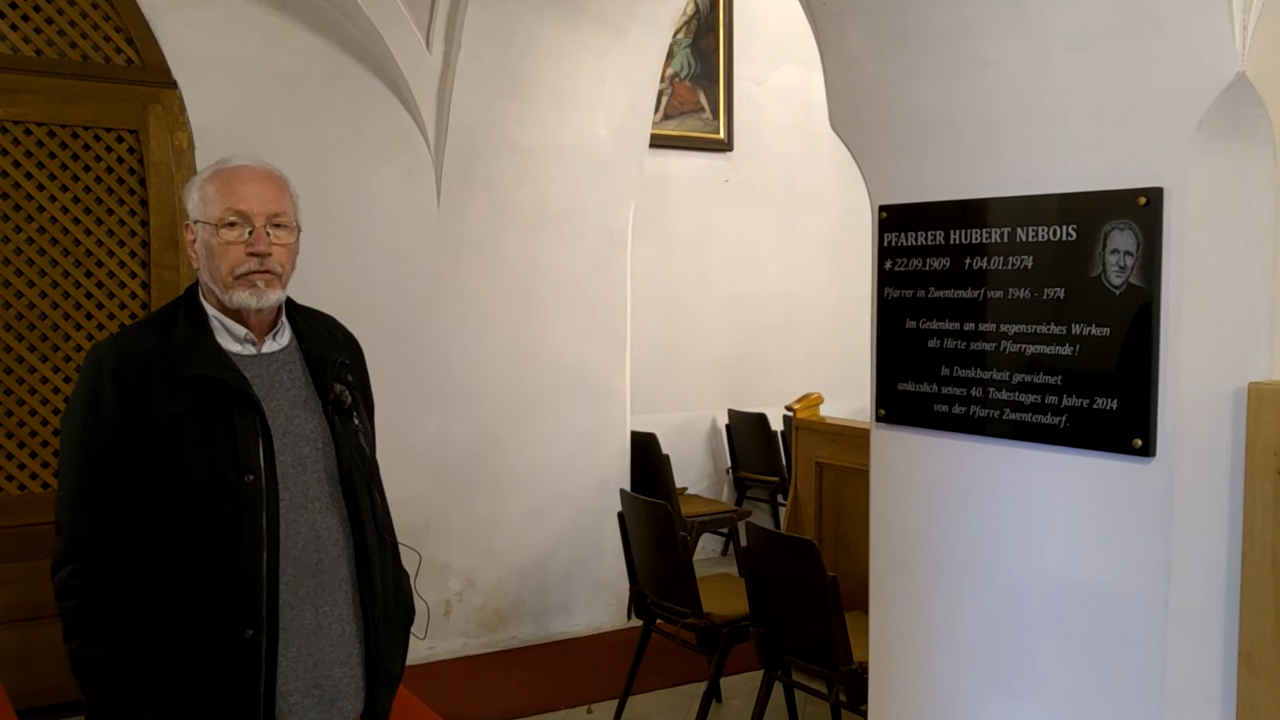 PFARRER HUBERT NEBOIS
* 22.09.1909 † 04.01.1974
Pfarrer in Zwentendorf von 1946 - 1974
Im Gedenken an sein segensreiches Wirken
als Hirte seiner Pfarrgemeinde!
In Dankbarkeit gewidmet
anlässlich seines 40. Todestages im Jahre 2014
von der Pfarre Zwentendorf.